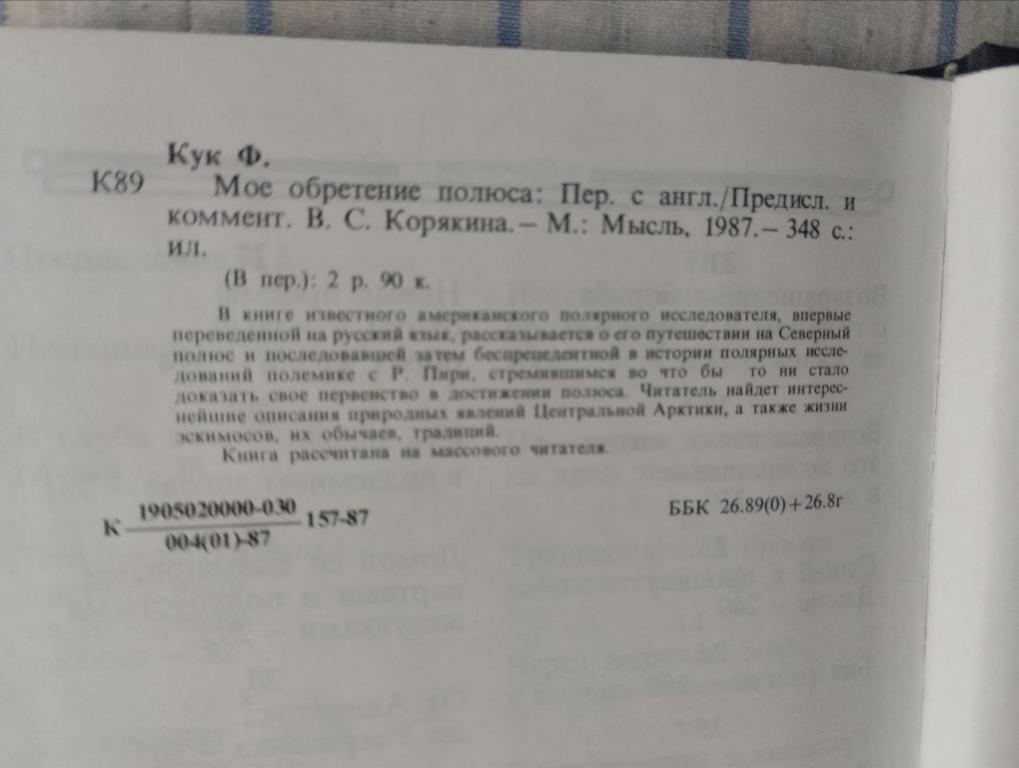 Кук Ф.
К89 Мое обретение полюса: Пер. с англ./Предисл. и
коммент. В. С. Корякина.– М.: Мысль, 1987.– 348 с.:
ил.
(В пер.): 2 р. 90 к.
В книге известного американского полярного исследователя, впервые
переведенной на русский язык, рассказывается о его путешествии на Северный
полюс и последовавшей затем беспрецедентной в истории полярных иссле-
дований полемике с Р. Пири, стремившимся во что бы то ни стало
доказать свое первенство в достижении полюса. Читатель найдет интерес-
нейшие описания природных явлений Центральной Арктики, а также жизни
эскимосов, их обычаев, традиций.
Книга рассчитана на массового читателя.
К 1905020000-030 157-87
004(01)-87
ББК 26.89(0)+26.8г